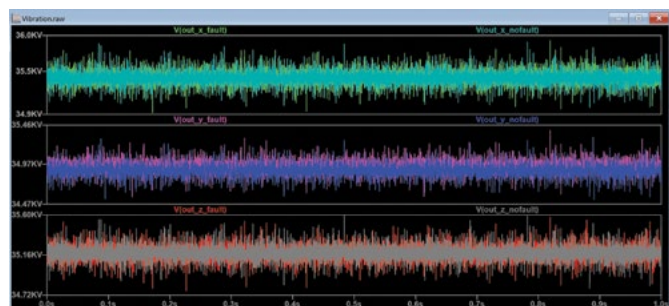 Vibration.raw
V(out_x_fault) V(out_x_nofault)
36.0KV
35.5KV
34.9KV
V(out_y_fault) V(out_y_nofault)
35.46KV
34.97KV
34.47KV
V(out_z_fault) V(out_z_nofault)
35.60KV
35.16KV
34.72KV
0.0s 0.1s 0.2s 0.3s 0.4s 0.5s 0.6s 0.7s 0.8s 0.9s 1.0s